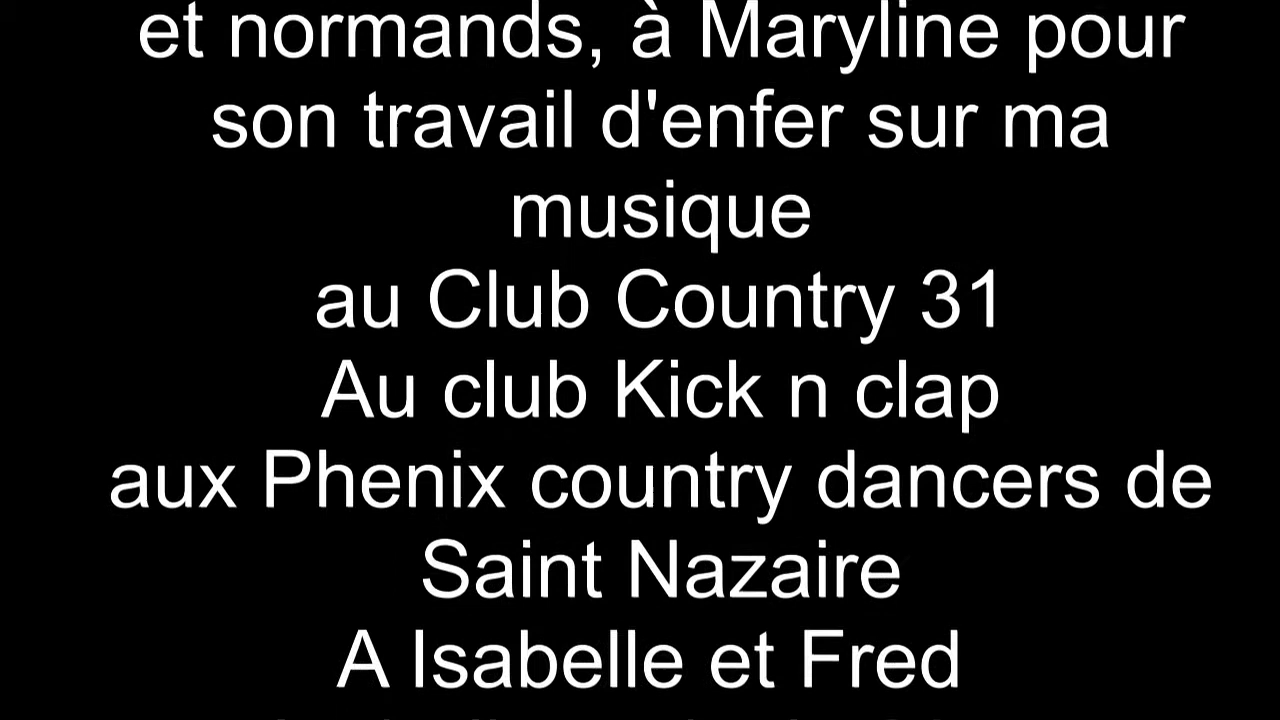 et normands, à Maryline pour
son travail d'enfer sur ma
musique
au Club Country 31
Au club Kick n clap
aux Phenix country dancers de
Saint Nazaire
A Isabelle et Fred